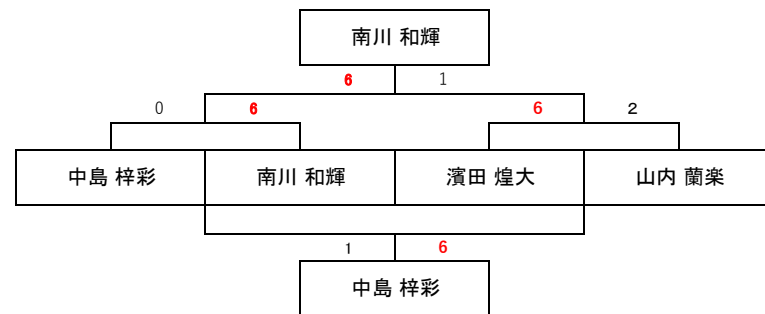 南川 和輝
6 1
0 6 6 2
中島 梓彩 南川 和輝 濱田 煌大 山内 蘭楽
1 6
中島 梓彩